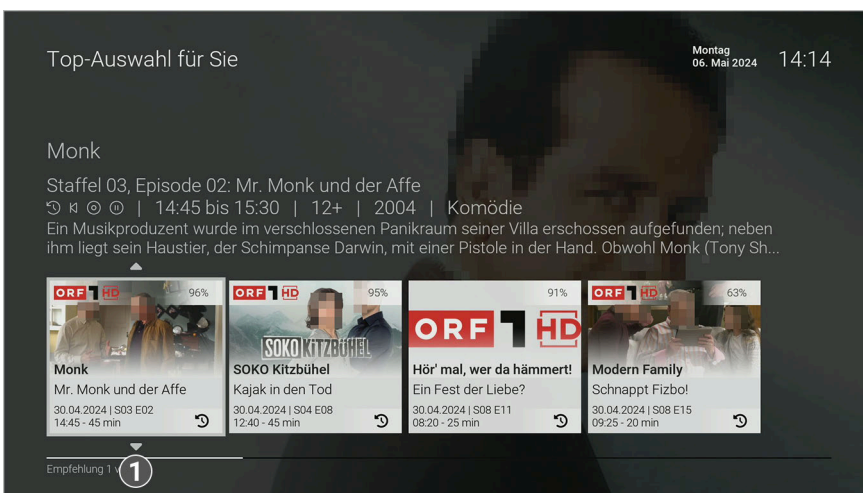 Top-Auswahl für Sie
Montag
06. Mai 2024
14:14
Monk
Staffel 03, Episode 02: Mr. Monk und der Affe
| 14:45 bis 15:30 | 12+ | 2004 | Komödie
Ein Musikproduzent wurde im verschlossenen Panikraum seiner Villa erschossen aufgefunden; neben
ihm liegt sein Haustier, der Schimpanse Darwin, mit einer Pistole in der Hand. Obwohl Monk (Tony Sh...
ORF 1 HD 96%
Monk
Mr. Monk und der Affe
30.04.2024 | S03 E02
14:45 - 45 min
ORF 1 HD 95%
SOKO KITZBÜHEL
SOKO Kitzbühel
Kajak in den Tod
30.04.2024 | S04 E08
12:40 - 45 min
91%
ORF 1 HD
Hör' mal, wer da hämmert!
Ein Fest der Liebe?
30.04.2024 | S08 E11
08:20 - 25 min
ORF 1 HD 63%
Modern Family
Schnappt Fizbo!
30.04.2024 | S08 E15
09:25 - 20 min
Empfehlung 1
1